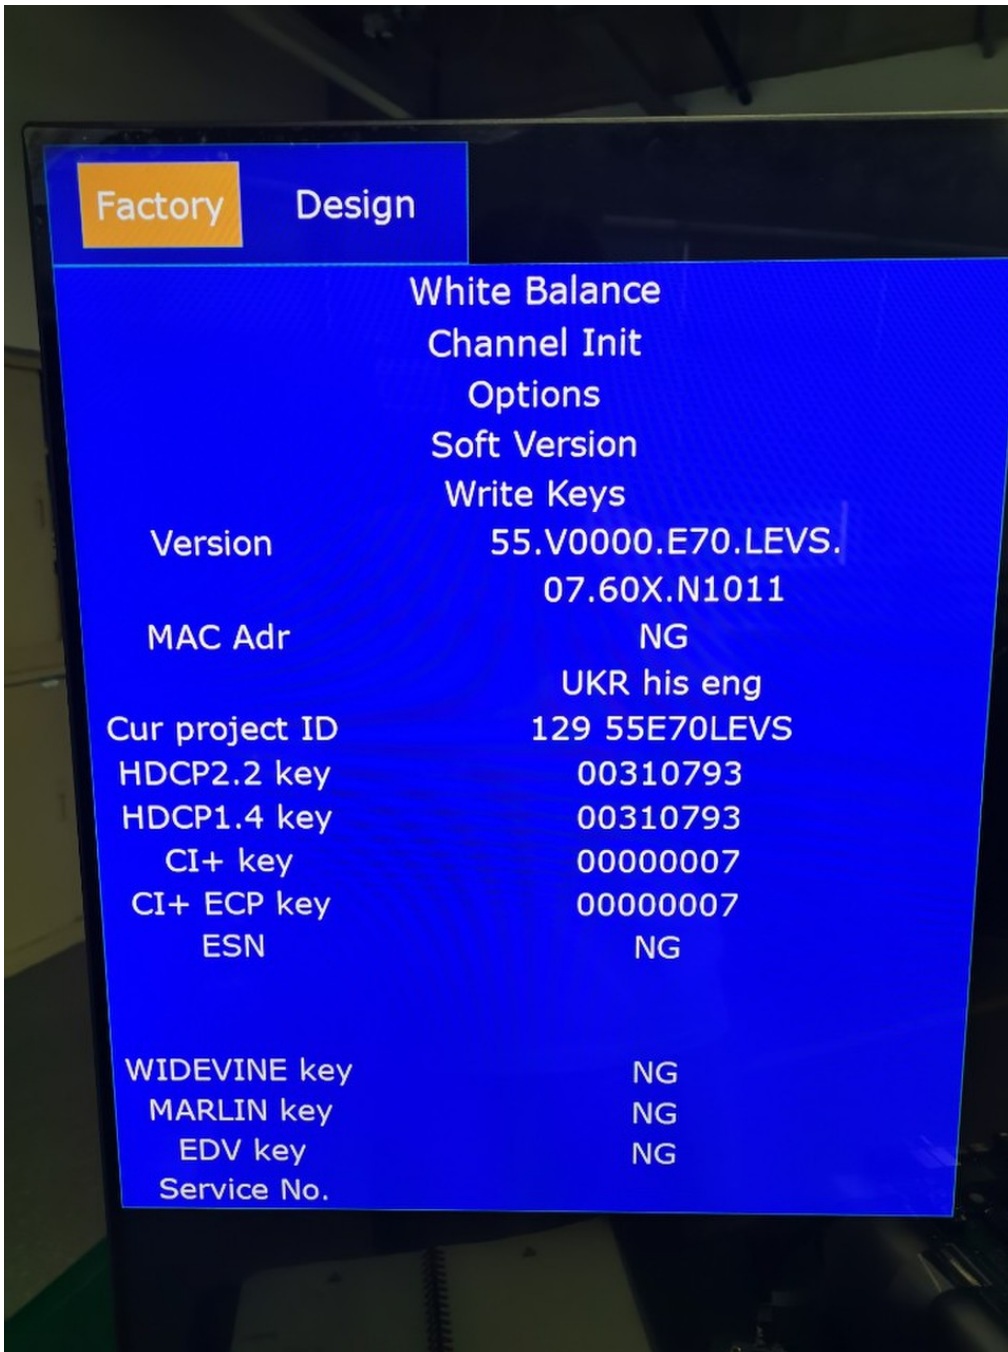 Factory Design
White Balance
Channel Init
Options
Soft Version
Write Keys
Version 55.V0000.E70.LEVS.
07.60X.N1011
MAC Adr NG
UKR his eng
Cur project ID 129 55E70LEVS
HDCP2.2 key 00310793
HDCP1.4 key 00310793
CI+ key 00000007
CI+ ECP key 00000007
ESN NG
WIDEVINE key NG
MARLIN key NG
EDV key NG
Service No.